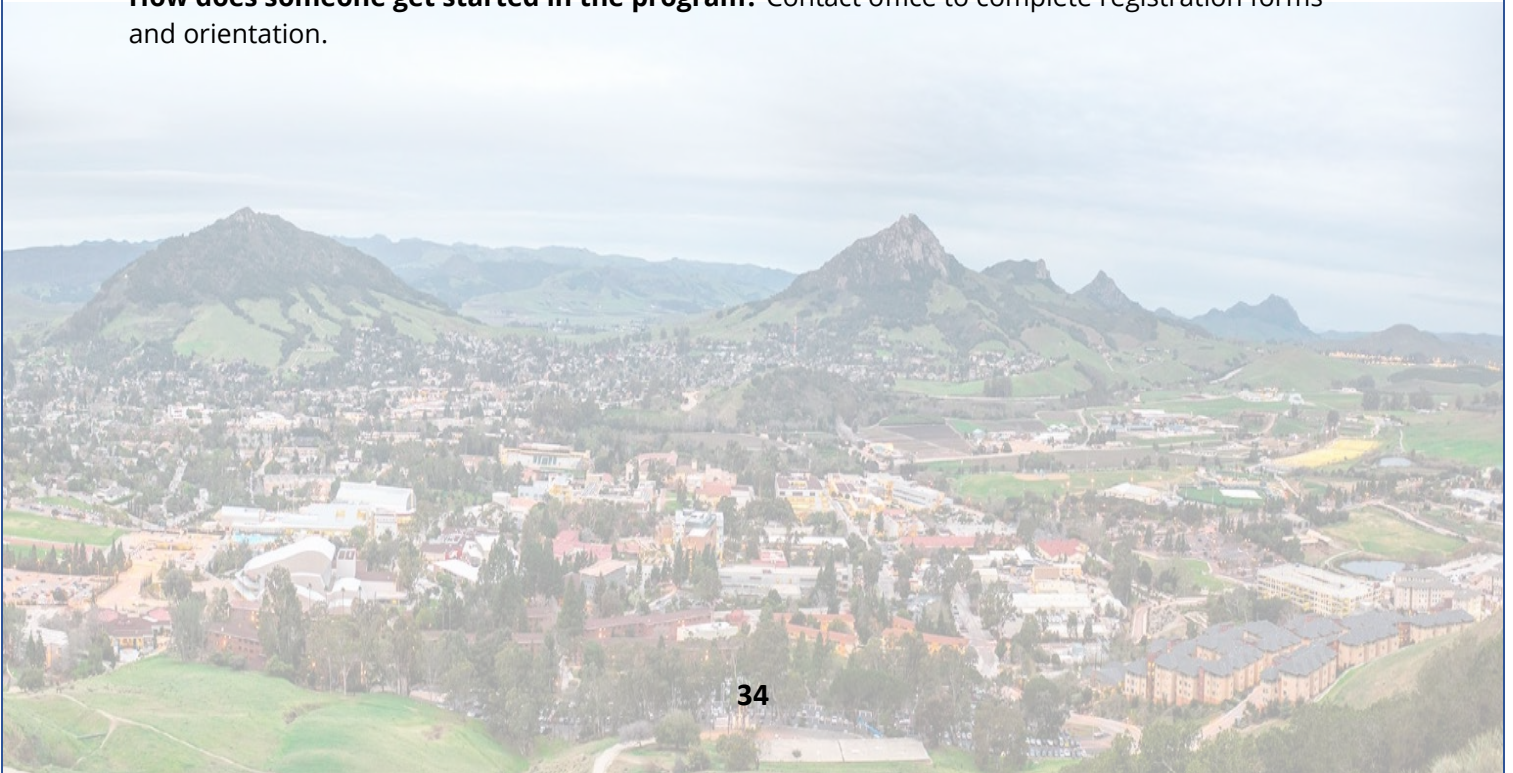 How does someone get started in the program? Contact office to complete registration forms
and orientation.
34